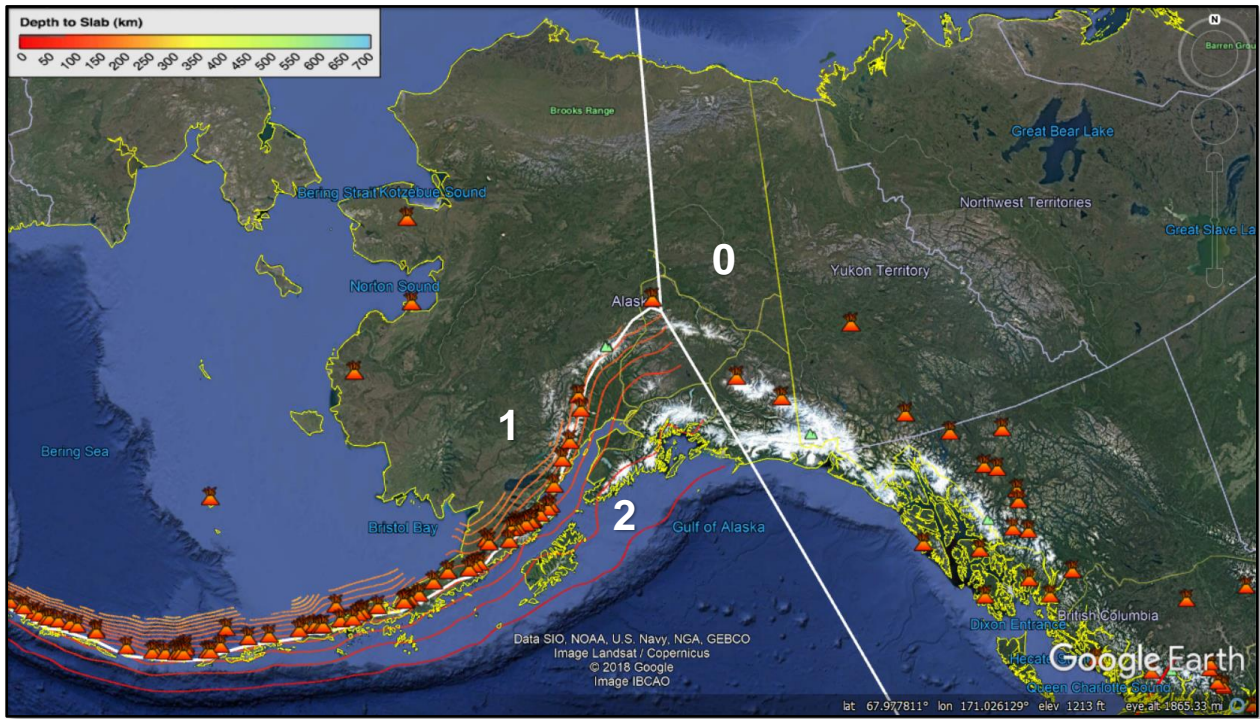 Depth to Slab (km)
0 50 100 150 200 250 300 350 400 450 500 550 600 650 700
N
Brooks Range
Great Bear Lake
Bering Strait Kotzebue Sound
Northwest Territories
Great Slave La
0
Yukon Territory
Norton Sound
Alask
1
Bering Sea
2
Bristol Bay
Gulf of Alaska
British Columbia
Dixon Entrance
Data SIO, NOAA, U.S. Navy, NGA, GEBCO
Image Landsat / Copernicus
© 2018 Google
Image IBCAO
Google Earth
Queen Charlotte Sound
lat 67.977811° lon 171.026129° elev 1213 ft eye alt 1865.33 mi